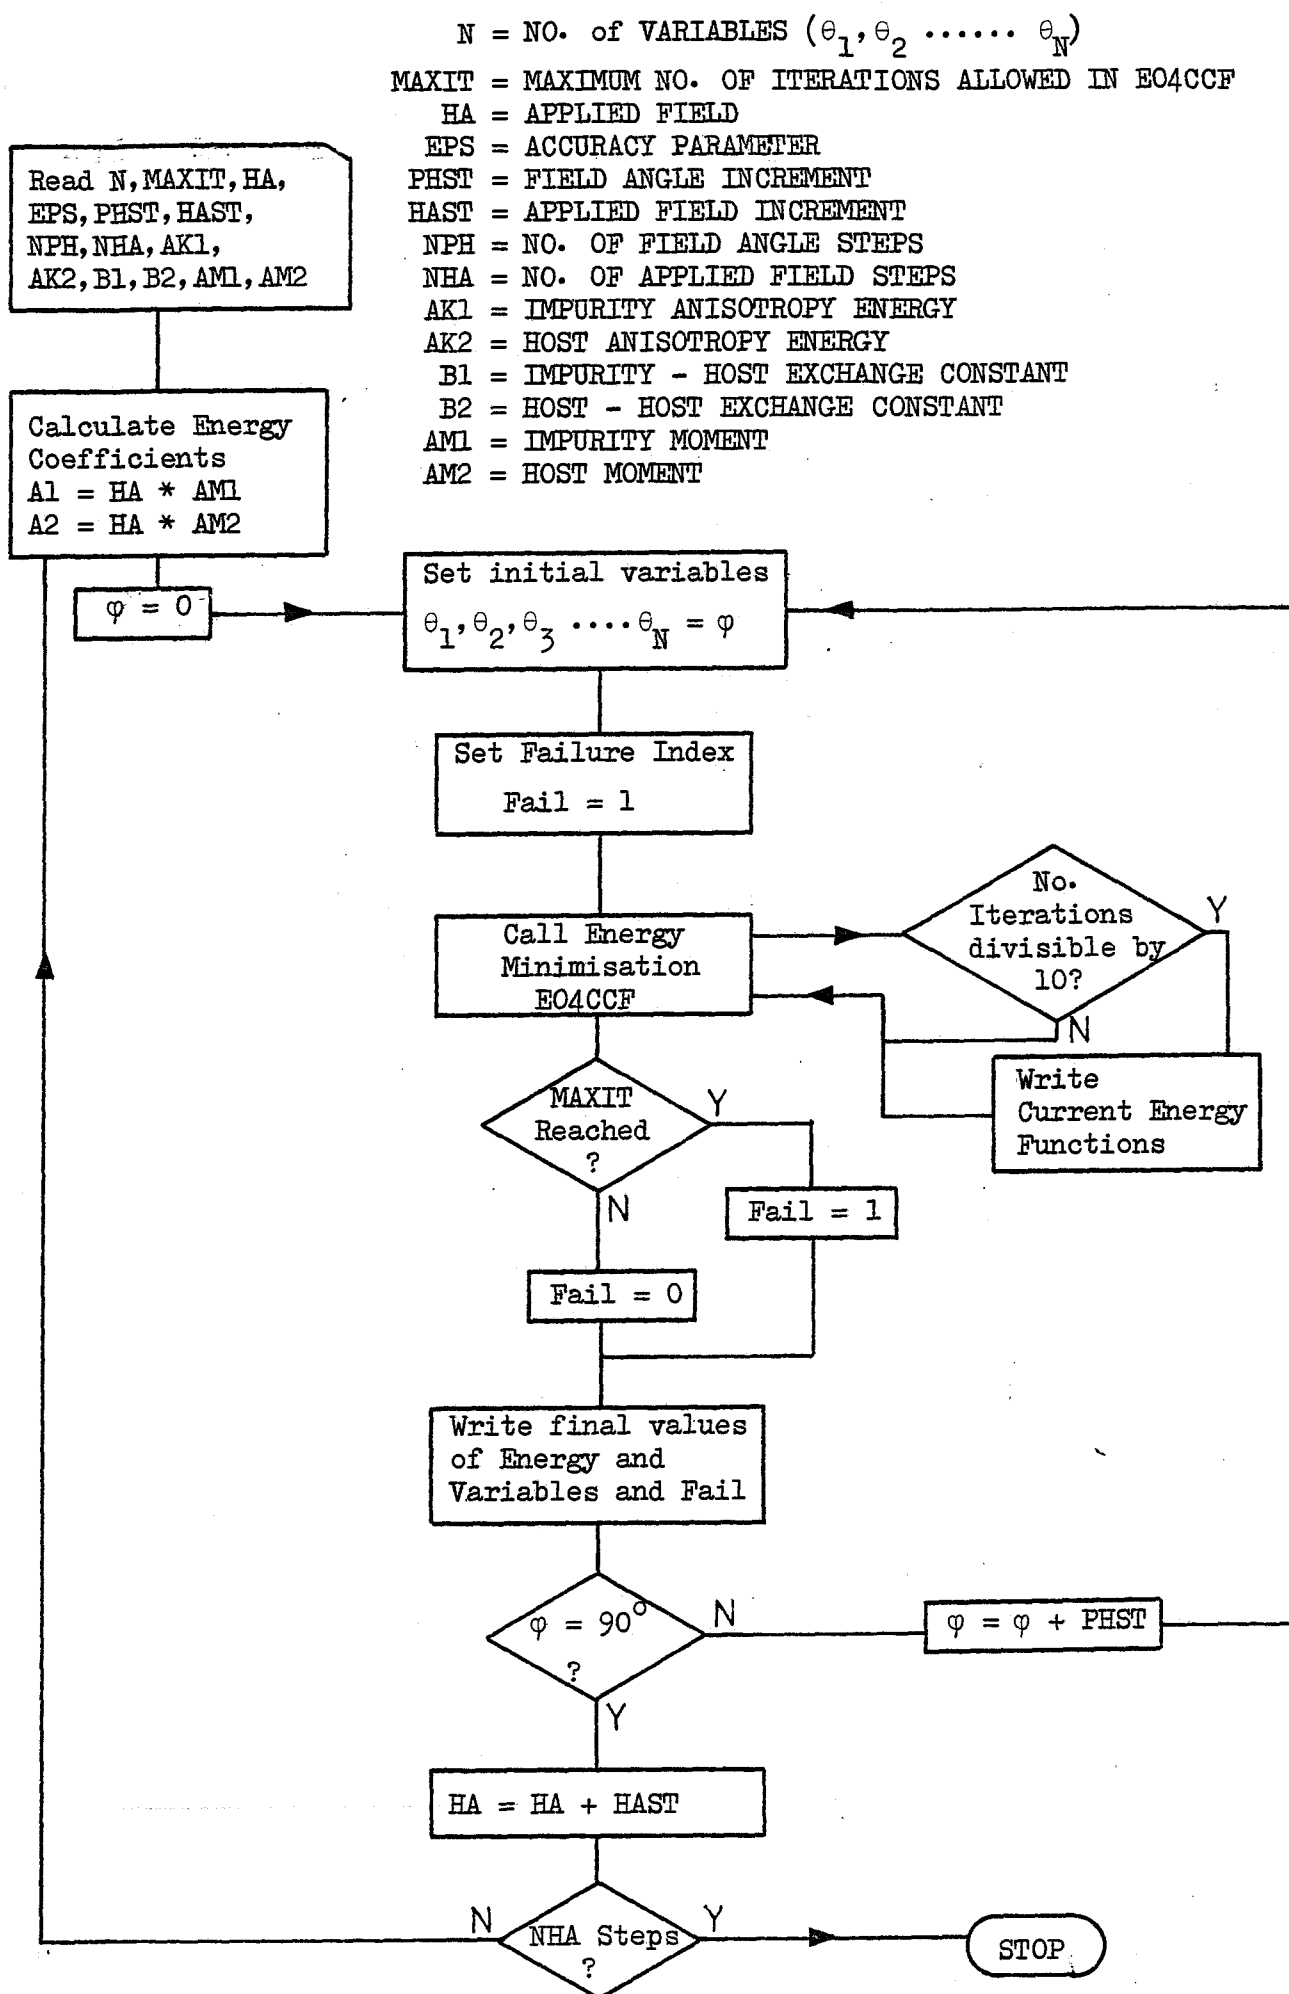 N = NO. of VARIABLES (θ1, θ2 ...... θN)
MAXIT = MAXIMUM NO. OF ITERATIONS ALLOWED IN EO4CCF
HA = APPLIED FIELD
EPS = ACCURACY PARAMETER
PHST = FIELD ANGLE INCREMENT
HAST = APPLIED FIELD INCREMENT
NPH = NO. OF FIELD ANGLE STEPS
NHA = NO. OF APPLIED FIELD STEPS
AK1 = IMPURITY ANISOTROPY ENERGY
AK2 = HOST ANISOTROPY ENERGY
B1 = IMPURITY - HOST EXCHANGE CONSTANT
B2 = HOST - HOST EXCHANGE CONSTANT
AM1 = IMPURITY MOMENT
AM2 = HOST MOMENT
Read N, MAXIT, HA,
EPS, PHST, HAST,
NPH, NHA, AK1,
AK2, B1, B2, AM1, AM2
Calculate Energy
Coefficients
A1 = HA * AM1
A2 = HA * AM2
φ = 0
Set initial variables
θ1, θ2, θ3 .... θN = φ
Set Failure Index
Fail = 1
Call Energy
Minimisation
EO4CCF
No.
Iterations
divisible by
10?
Y
N
Write
Current Energy
Functions
MAXIT
Reached
?
Y
N
Fail = 1
Fail = 0
Write final values
of Energy and
Variables and Fail
φ = 90°
?
N
Y
φ = φ + PHST
HA = HA + HAST
NHA Steps
?
N
Y
STOP